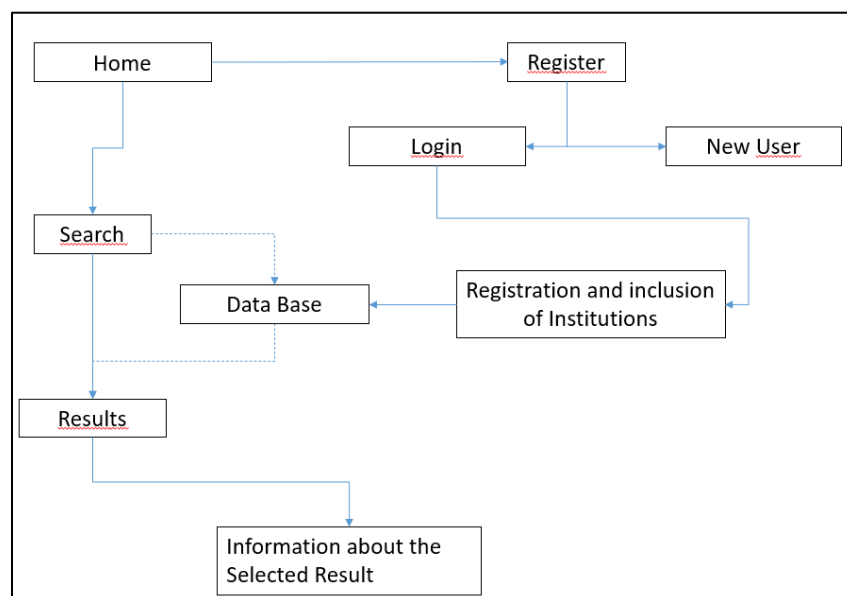 Home
Register
Login
New User
Search
Data Base
Registration and inclusion
of Institutions
Results
Information about the
Selected Result